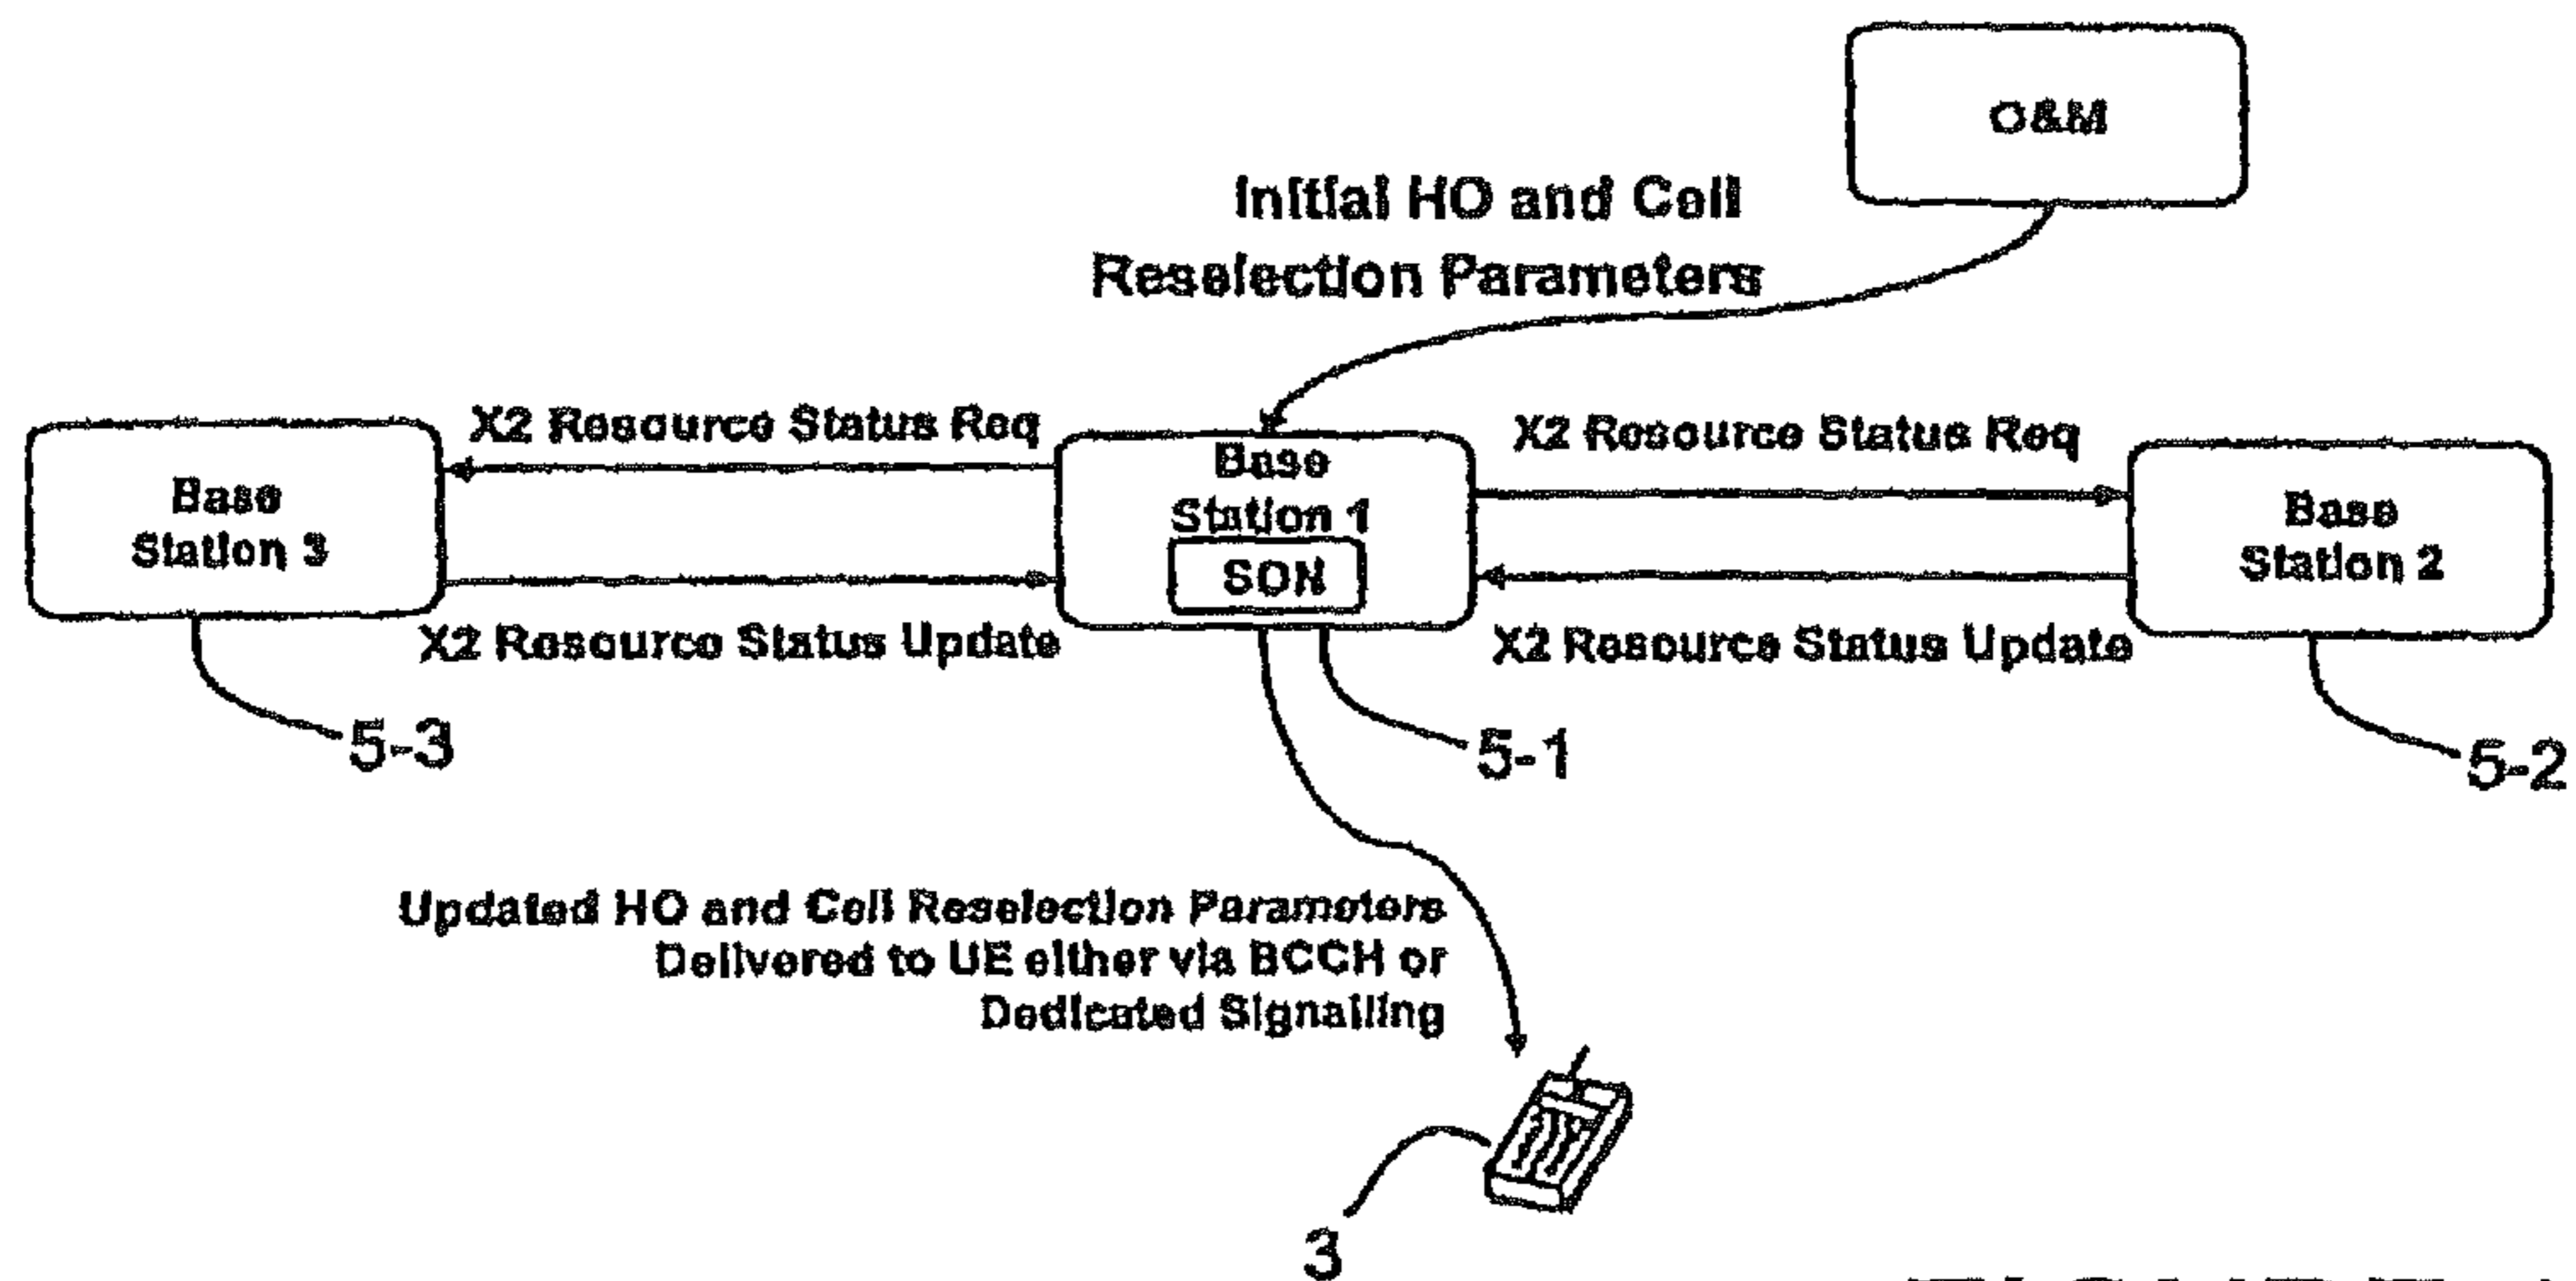 O&M
Initial HO and Cell
Reselection Parameters
X2 Resource Status Req
X2 Resource Status Req
Base
Station 3
Base
Station 1
SON
Base
Station 2
X2 Resource Status Update
X2 Resource Status Update
5-3
5-1
5-2
Updated HO and Cell Reselection Parameters
Delivered to UE either via BCCH or
Dedicated Signalling
3